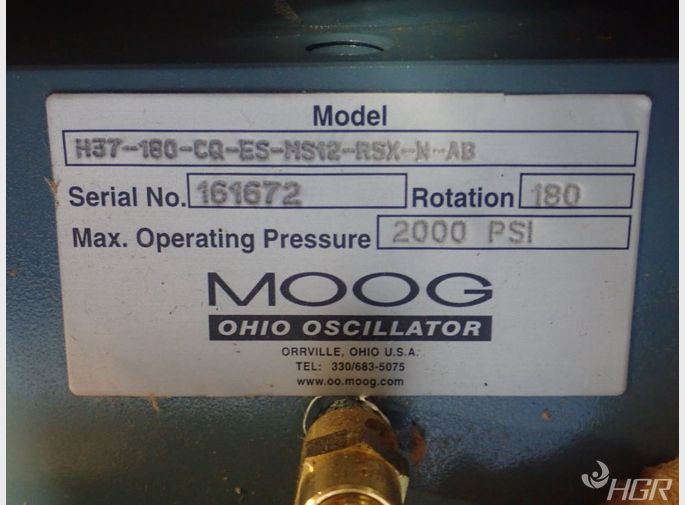 Model
H37-180-CQ-ES-MS12-RSX-N-AB
Serial No. 161672 Rotation 180
Max. Operating Pressure 2000 PSI
MOOG
OHIO OSCILLATOR
ORRVILLE, OHIO U.S.A.
TEL: 330/683-5075
www.oo.moog.com
HGR